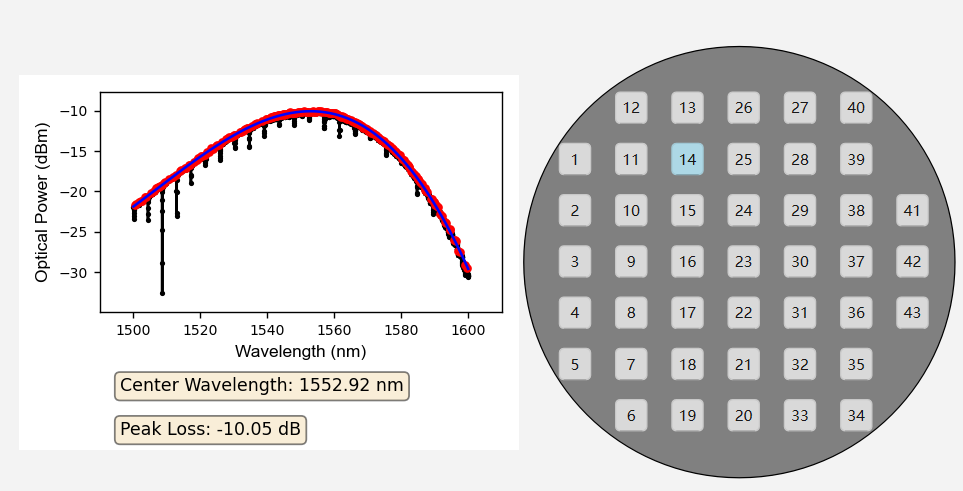 −10
−15
−20
−25
−30
Optical Power (dBm)
1500 1520 1540 1560 1580 1600
Wavelength (nm)
Center Wavelength: 1552.92 nm
Peak Loss: -10.05 dB
12 13 26 27 40
1 11 14 25 28 39
2 10 15 24 29 38 41
3 9 16 23 30 37 42
4 8 17 22 31 36 43
5 7 18 21 32 35
6 19 20 33 34